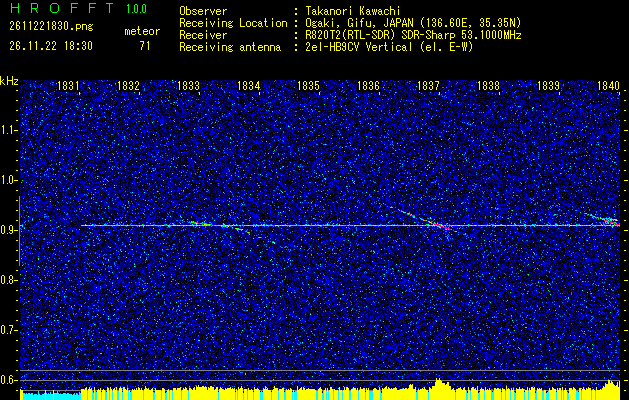 HROFFT 1.0.0
2611221830.png
meteor
26.11.22 18:30 71
Observer : Takanori Kawachi
Receiving Location : Ogaki, Gifu, JAPAN (136.60E, 35.35N)
Receiver : R820T2(RTL-SDR) SDR-Sharp 53.1000MHz
Receiving antenna : 2el-HB9CV Vertical (el. E-W)
kHz 1831 1832 1833 1834 1835 1836 1837 1838 1839 1840
1.1
1.0
0.9
0.8
0.7
0.6